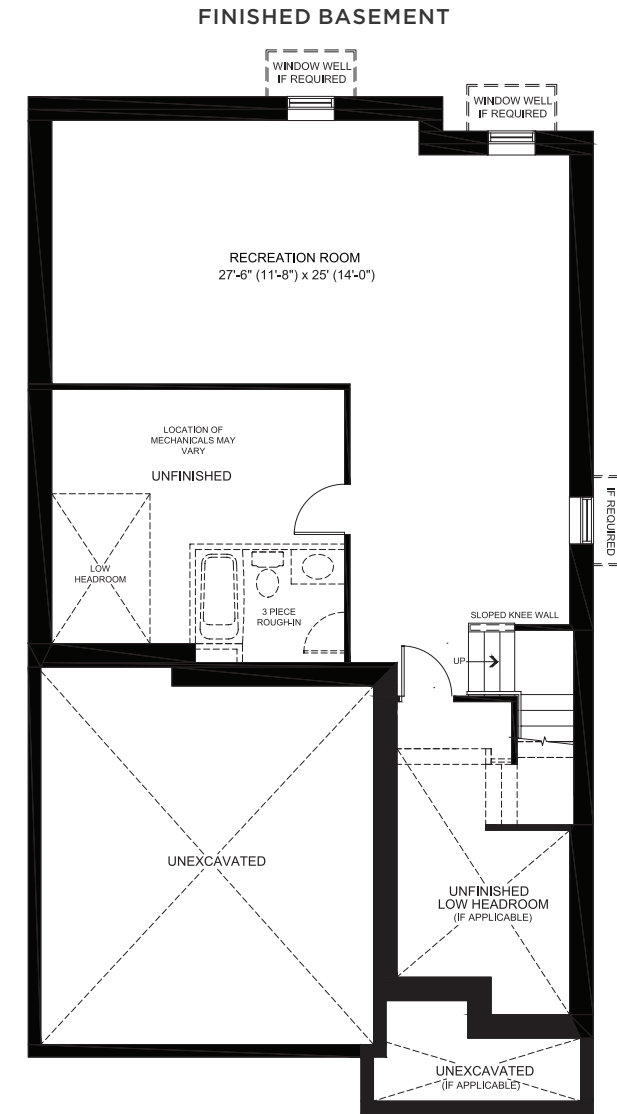 FINISHED BASEMENT
WINDOW WELL
IF REQUIRED
WINDOW WELL
IF REQUIRED
RECREATION ROOM
27'-6" (11'-8") x 25' (14'-0")
LOCATION OF
MECHANICALS MAY
VARY
UNFINISHED
IF REQUIRED
LOW
HEADROOM
3 PIECE
ROUGH-IN
SLOPED KNEE WALL
UP
UNEXCAVATED
UNFINISHED
LOW HEADROOM
(IF APPLICABLE)
UNEXCAVATED
(IF APPLICABLE)